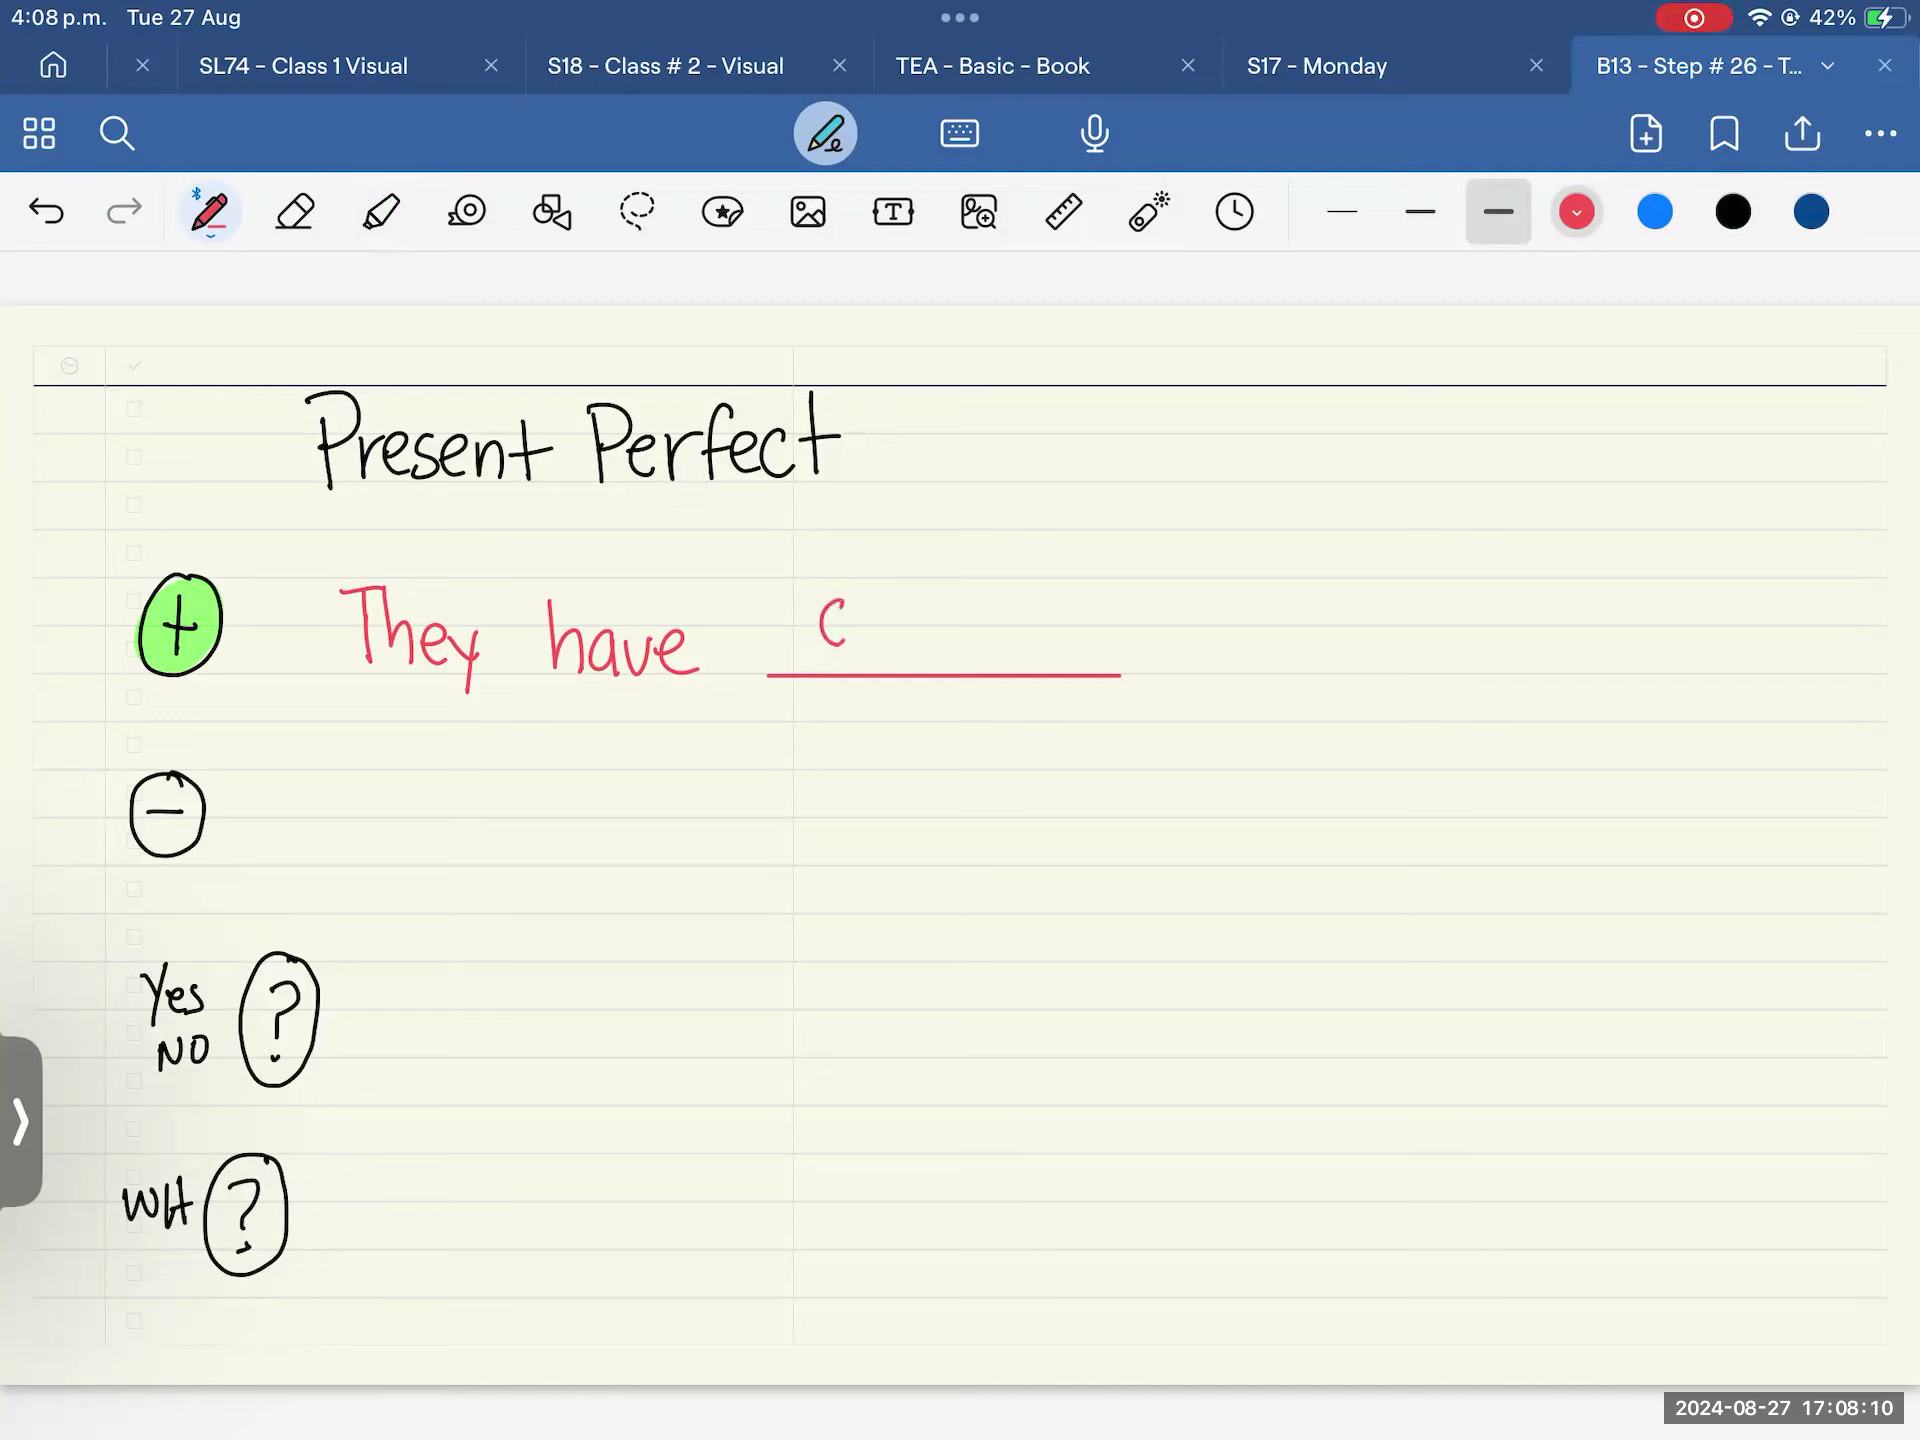 4:08 p.m. Tue 27 Aug
42%
SL74 - Class 1 Visual
S18 - Class # 2 - Visual
TEA - Basic - Book
S17 - Monday
B13 - Step # 26 - T...
Present Perfect
+ They have C
−
Yes
NO ?
WH ?
2024-08-27 17:08:10